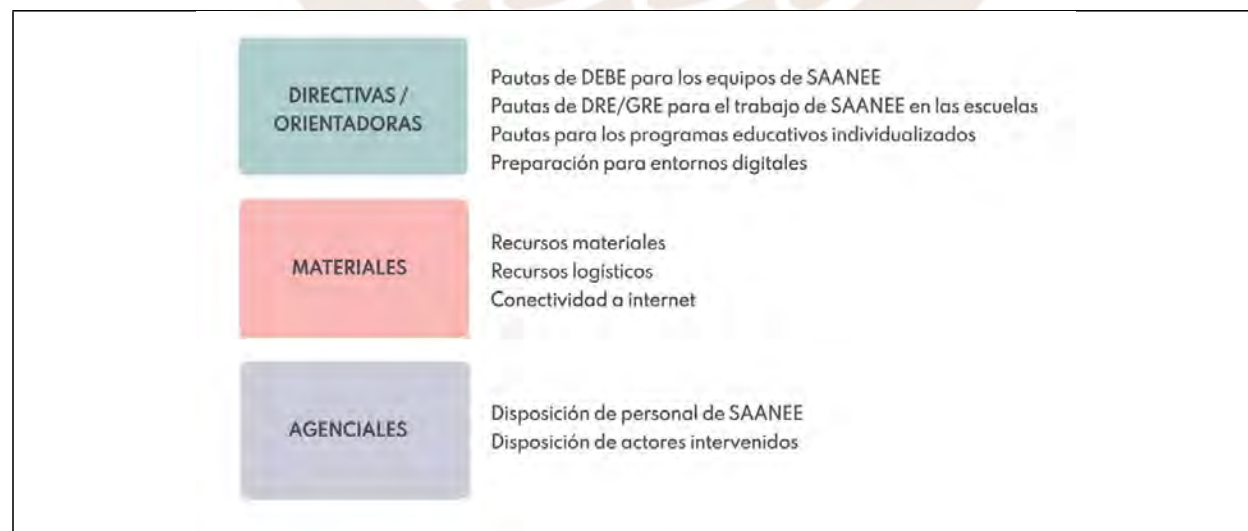 DIRECTIVAS /
ORIENTADORAS
Pautas de DEBE para los equipos de SAANEE
Pautas de DRE/GRE para el trabajo de SAANEE en las escuelas
Pautas para los programas educativos individualizados
Preparación para entornos digitales
MATERIALES
Recursos materiales
Recursos logísticos
Conectividad a internet
AGENCIALES
Disposición de personal de SAANEE
Disposición de actores intervenidos